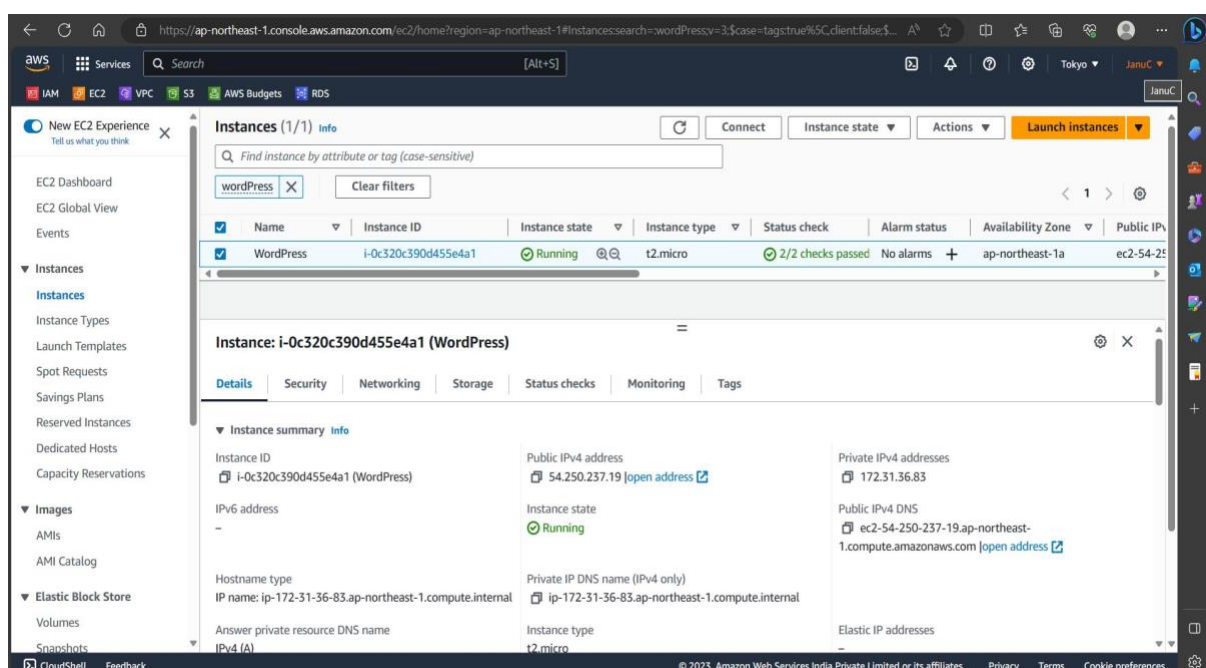 https://ap-northeast-1.console.aws.amazon.com/ec2/home?region=ap-northeast-1#Instances:search=:wordPress;v=3;$case=tags:true%5C,client:false;$...
aws Services Search [Alt+S] Tokyo JanuC
IAM EC2 VPC S3 AWS Budgets RDS JanuC
New EC2 Experience
Tell us what you think
EC2 Dashboard
EC2 Global View
Events
Instances
Instances
Instance Types
Launch Templates
Spot Requests
Savings Plans
Reserved Instances
Dedicated Hosts
Capacity Reservations
Images
AMIs
AMI Catalog
Elastic Block Store
Volumes
Snapshots
Instances (1/1) Info Connect Instance state Actions Launch instances
Find instance by attribute or tag (case-sensitive)
wordPress Clear filters 1
Name Instance ID Instance state Instance type Status check Alarm status Availability Zone Public IPv
WordPress i-0c320c390d455e4a1 Running t2.micro 2/2 checks passed No alarms + ap-northeast-1a ec2-54-25
Instance: i-0c320c390d455e4a1 (WordPress)
Details Security Networking Storage Status checks Monitoring Tags
Instance summary Info
Instance ID Public IPv4 address Private IPv4 addresses
i-0c320c390d455e4a1 (WordPress) 54.250.237.19 |open address 172.31.36.83
IPv6 address Instance state Public IPv4 DNS
– Running ec2-54-250-237-19.ap-northeast-
1.compute.amazonaws.com |open address
Hostname type Private IP DNS name (IPv4 only)
IP name: ip-172-31-36-83.ap-northeast-1.compute.internal ip-172-31-36-83.ap-northeast-1.compute.internal
Answer private resource DNS name Instance type Elastic IP addresses
IPv4 (A) t2.micro –
CloudShell Feedback © 2023, Amazon Web Services India Private Limited or its affiliates. Privacy Terms Cookie preferences